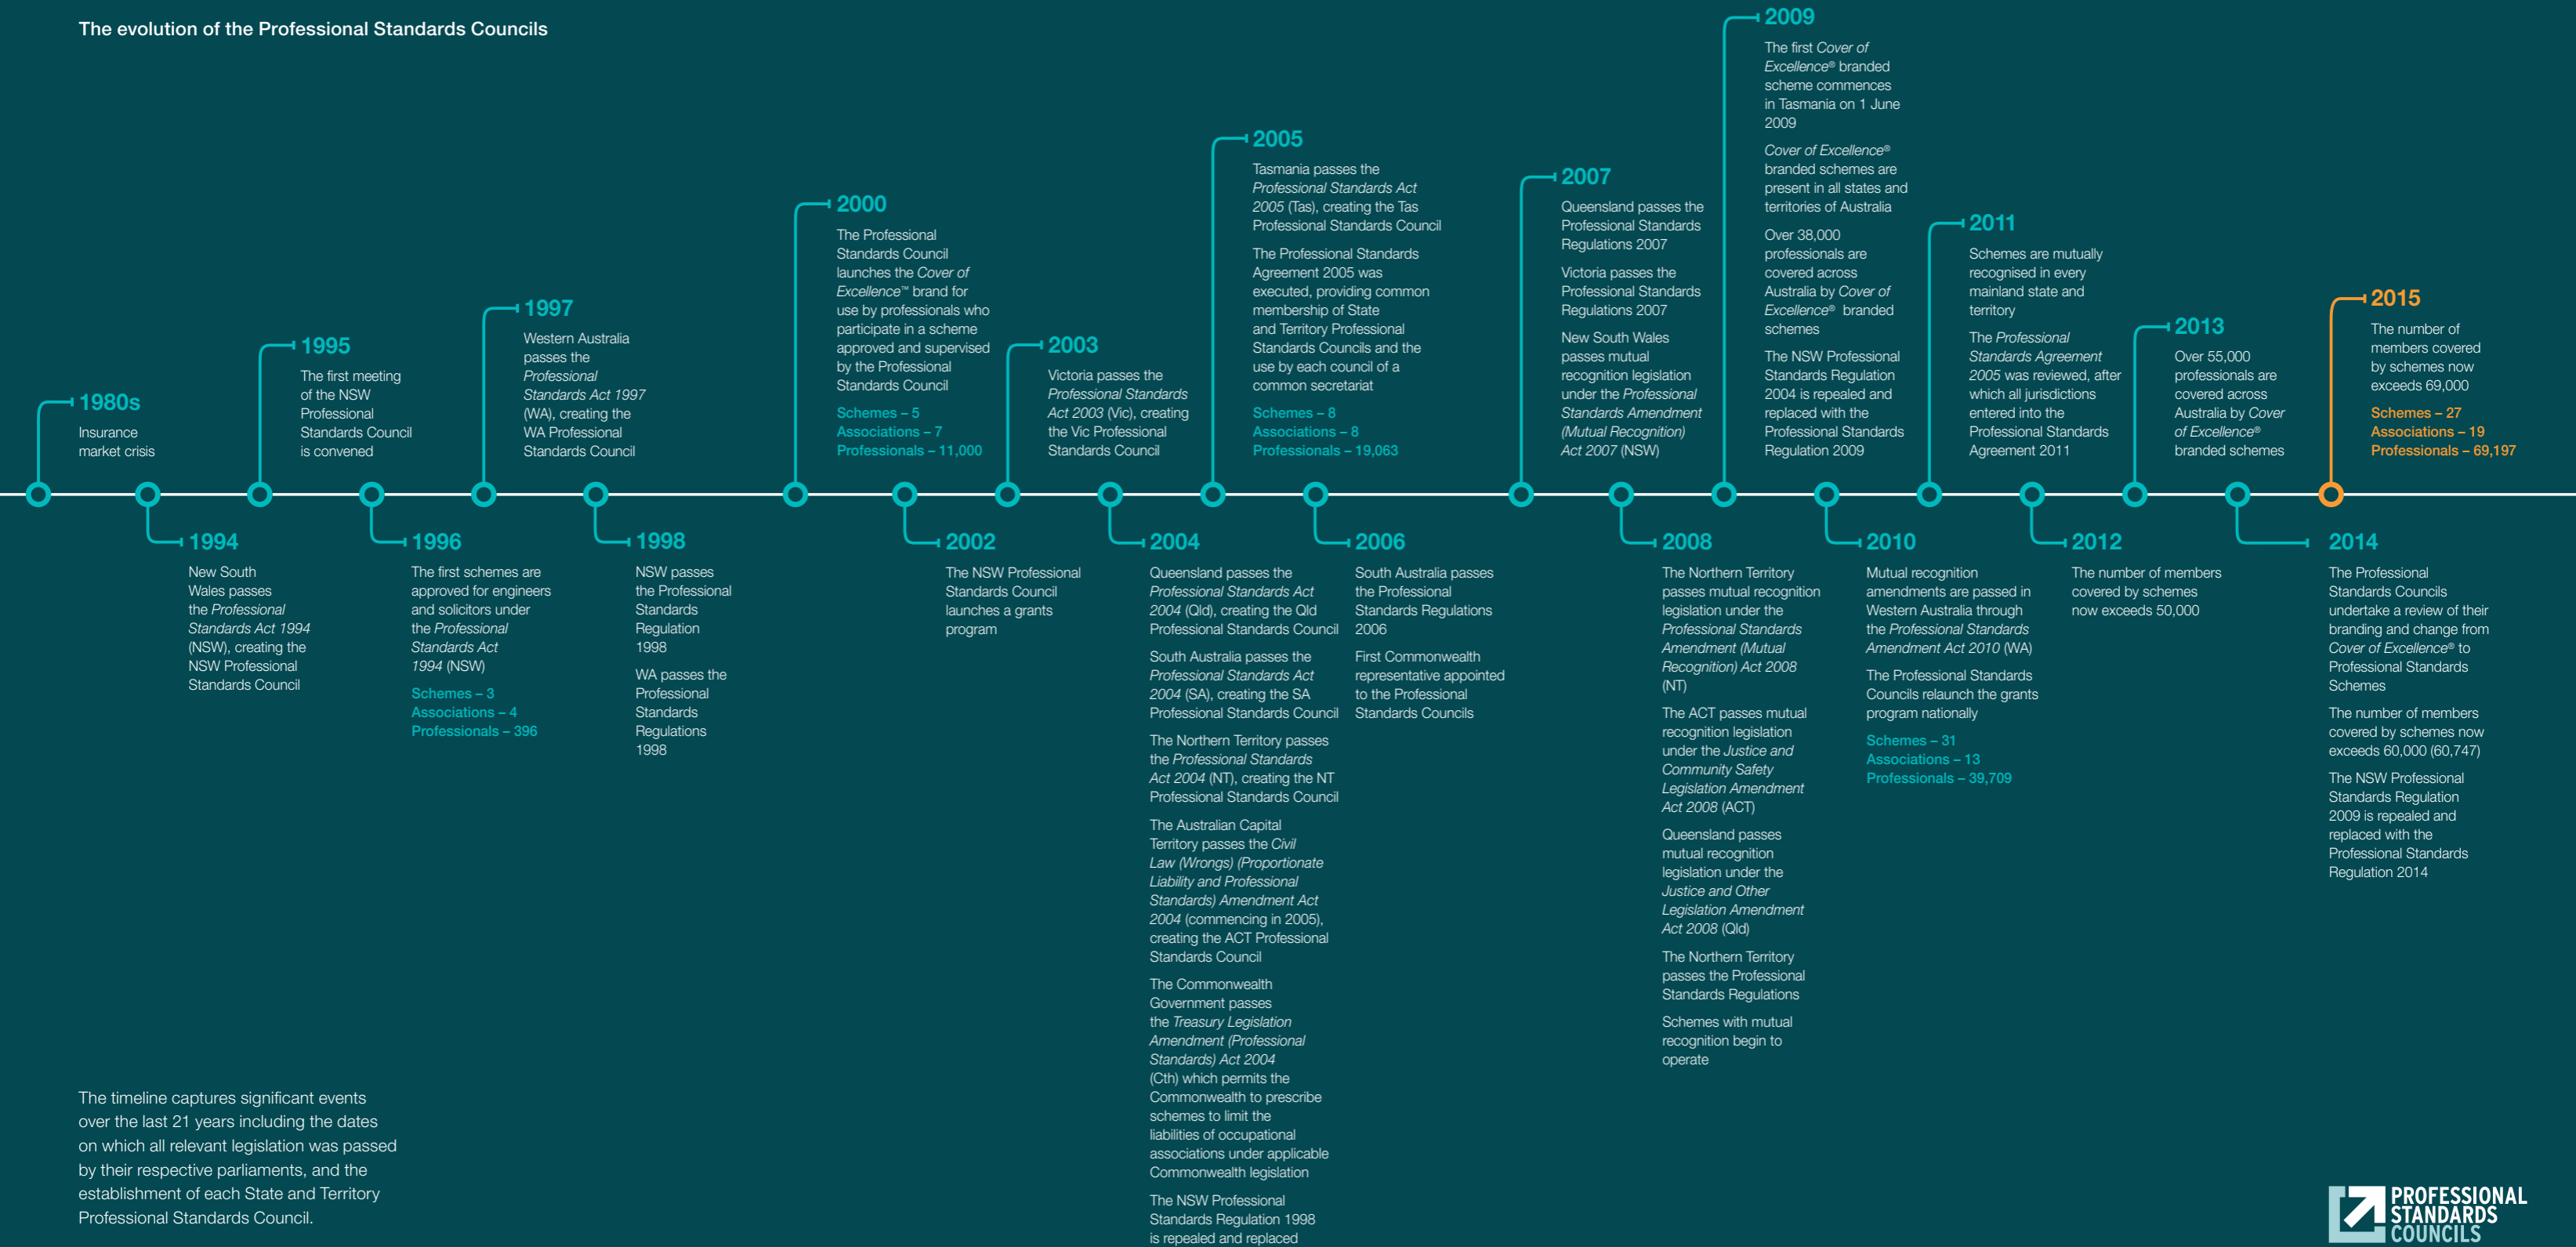 The evolution of the Professional Standards Councils
1980s
Insurance
market crisis
1994
New South
Wales passes
the Professional
Standards Act 1994
(NSW), creating the
NSW Professional
Standards Council
1995
The first meeting
of the NSW
Professional
Standards Council
is convened
1996
The first schemes are
approved for engineers
and solicitors under
the Professional
Standards Act
1994 (NSW)
Schemes – 3
Associations – 4
Professionals – 396
1997
Western Australia
passes the
Professional
Standards Act 1997
(WA), creating the
WA Professional
Standards Council
1998
NSW passes
the Professional
Standards
Regulation
1998
WA passes the
Professional
Standards
Regulations
1998
2000
The Professional
Standards Council
launches the Cover of
Excellence™ brand for
use by professionals who
participate in a scheme
approved and supervised
by the Professional
Standards Council
Schemes – 5
Associations – 7
Professionals – 11,000
2002
The NSW Professional
Standards Council
launches a grants
program
2003
Victoria passes the
Professional Standards
Act 2003 (Vic), creating
the Vic Professional
Standards Council
2004
Queensland passes the
Professional Standards Act
2004 (Qld), creating the Qld
Professional Standards Council
South Australia passes the
Professional Standards Act
2004 (SA), creating the SA
Professional Standards Council
The Northern Territory passes
the Professional Standards
Act 2004 (NT), creating the NT
Professional Standards Council
The Australian Capital
Territory passes the Civil
Law (Wrongs) (Proportionate
Liability and Professional
Standards) Amendment Act
2004 (commencing in 2005),
creating the ACT Professional
Standards Council
The Commonwealth
Government passes
the Treasury Legislation
Amendment (Professional
Standards) Act 2004
(Cth) which permits the
Commonwealth to prescribe
schemes to limit the
liabilities of occupational
associations under applicable
Commonwealth legislation
The NSW Professional
Standards Regulation 1998
is repealed and replaced
2005
Tasmania passes the
Professional Standards Act
2005 (Tas), creating the Tas
Professional Standards Council
The Professional Standards
Agreement 2005 was
executed, providing common
membership of State
and Territory Professional
Standards Councils and the
use by each council of a
common secretariat
Schemes – 8
Associations – 8
Professionals – 19,063
2006
South Australia passes
the Professional
Standards Regulations
2006
First Commonwealth
representative appointed
to the Professional
Standards Councils
2007
Queensland passes the
Professional Standards
Regulations 2007
Victoria passes the
Professional Standards
Regulations 2007
New South Wales
passes mutual
recognition legislation
under the Professional
Standards Amendment
(Mutual Recognition)
Act 2007 (NSW)
2008
The Northern Territory
passes mutual recognition
legislation under the
Professional Standards
Amendment (Mutual
Recognition) Act 2008
(NT)
The ACT passes mutual
recognition legislation
under the Justice and
Community Safety
Legislation Amendment
Act 2008 (ACT)
Queensland passes
mutual recognition
legislation under the
Justice and Other
Legislation Amendment
Act 2008 (Qld)
The Northern Territory
passes the Professional
Standards Regulations
Schemes with mutual
recognition begin to
operate
2009
The first Cover of
Excellence® branded
scheme commences
in Tasmania on 1 June
2009
Cover of Excellence®
branded schemes are
present in all states and
territories of Australia
Over 38,000
professionals are
covered across
Australia by Cover of
Excellence® branded
schemes
The NSW Professional
Standards Regulation
2004 is repealed and
replaced with the
Professional Standards
Regulation 2009
2010
Mutual recognition
amendments are passed in
Western Australia through
the Professional Standards
Amendment Act 2010 (WA)
The Professional Standards
Councils relaunch the grants
program nationally
Schemes – 31
Associations – 13
Professionals – 39,709
2011
Schemes are mutually
recognised in every
mainland state and
territory
The Professional
Standards Agreement
2005 was reviewed, after
which all jurisdictions
entered into the
Professional Standards
Agreement 2011
2012
The number of members
covered by schemes
now exceeds 50,000
2013
Over 55,000
professionals are
covered across
Australia by Cover
of Excellence®
branded schemes
2014
The Professional
Standards Councils
undertake a review of their
branding and change from
Cover of Excellence® to
Professional Standards
Schemes
The number of members
covered by schemes now
exceeds 60,000 (60,747)
The NSW Professional
Standards Regulation
2009 is repealed and
replaced with the
Professional Standards
Regulation 2014
2015
The number of
members covered
by schemes now
exceeds 69,000
Schemes – 27
Associations – 19
Professionals – 69,197
The timeline captures significant events
over the last 21 years including the dates
on which all relevant legislation was passed
by their respective parliaments, and the
establishment of each State and Territory
Professional Standards Council.
PROFESSIONAL
STANDARDS
COUNCILS